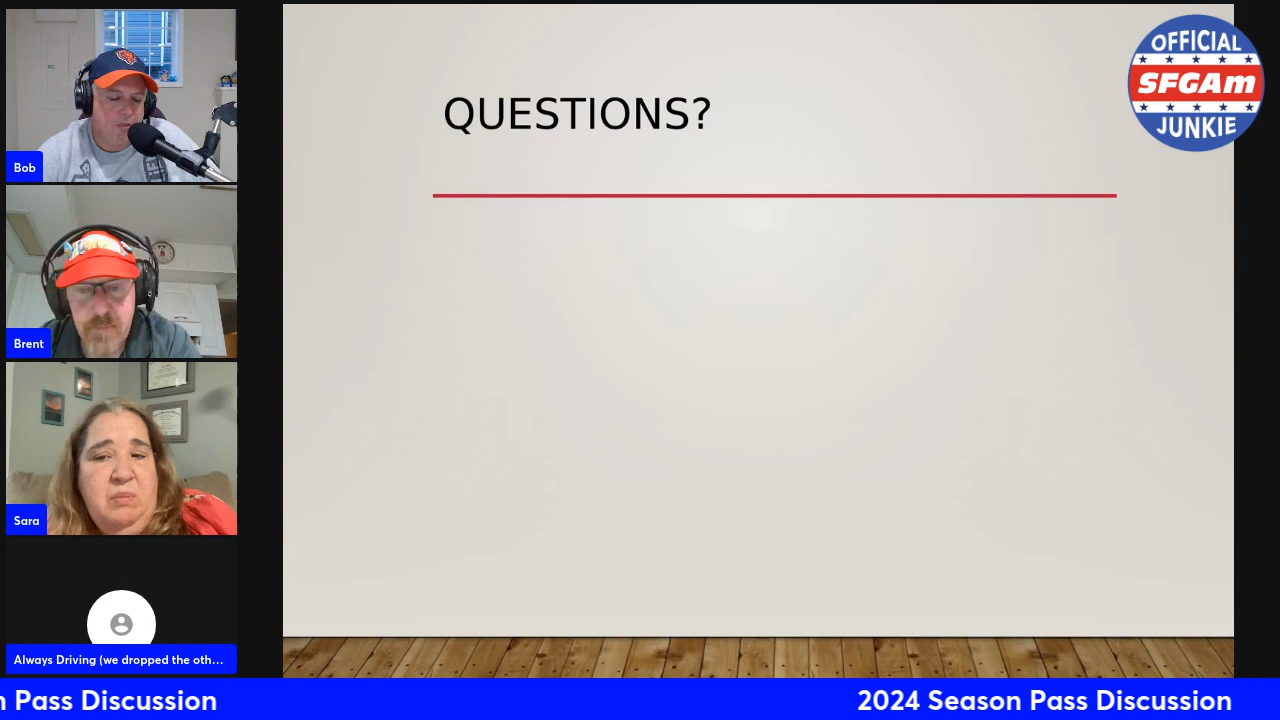 Bob
Brent
Sara
Always Driving (we dropped the oth...
QUESTIONS?
OFFICIAL
SFGAm
JUNKIE
n Pass Discussion
2024 Season Pass Discussion